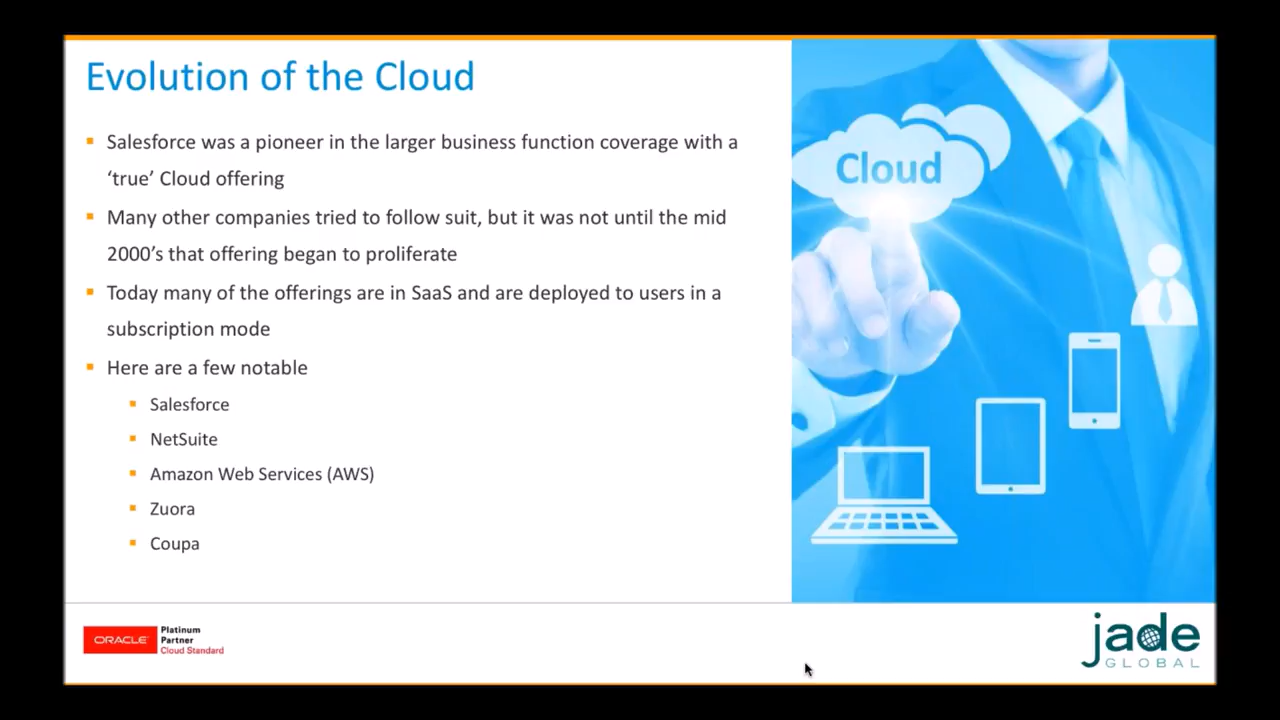 Evolution of the Cloud
Salesforce was a pioneer in the larger business function coverage with a
‘true’ Cloud offering
Many other companies tried to follow suit, but it was not until the mid
2000’s that offering began to proliferate
Today many of the offerings are in SaaS and are deployed to users in a
subscription mode
Here are a few notable
Salesforce
NetSuite
Amazon Web Services (AWS)
Zuora
Coupa
Cloud
ORACLE
Platinum
Partner
Cloud Standard
jade
GLOBAL